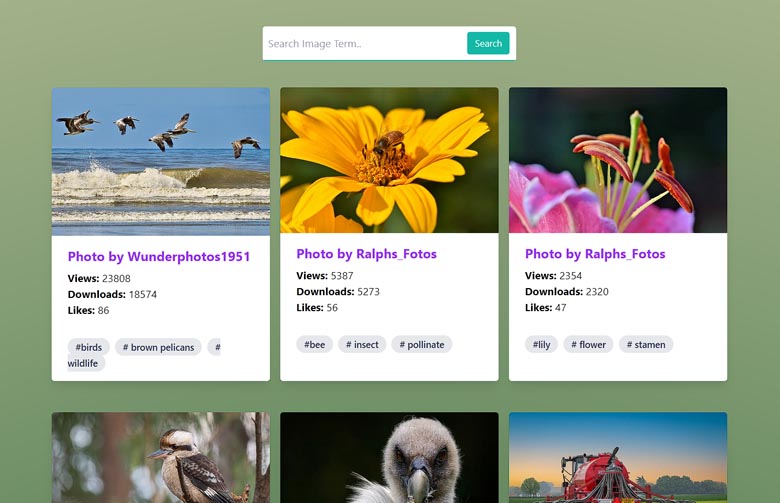 Search Image Term..
Search
Photo by Wunderphotos1951
Views: 23808
Downloads: 18574
Likes: 86
#birds # brown pelicans #
wildlife
Photo by Ralphs_Fotos
Views: 5387
Downloads: 5273
Likes: 56
#bee # insect # pollinate
Photo by Ralphs_Fotos
Views: 2354
Downloads: 2320
Likes: 47
#lily # flower # stamen